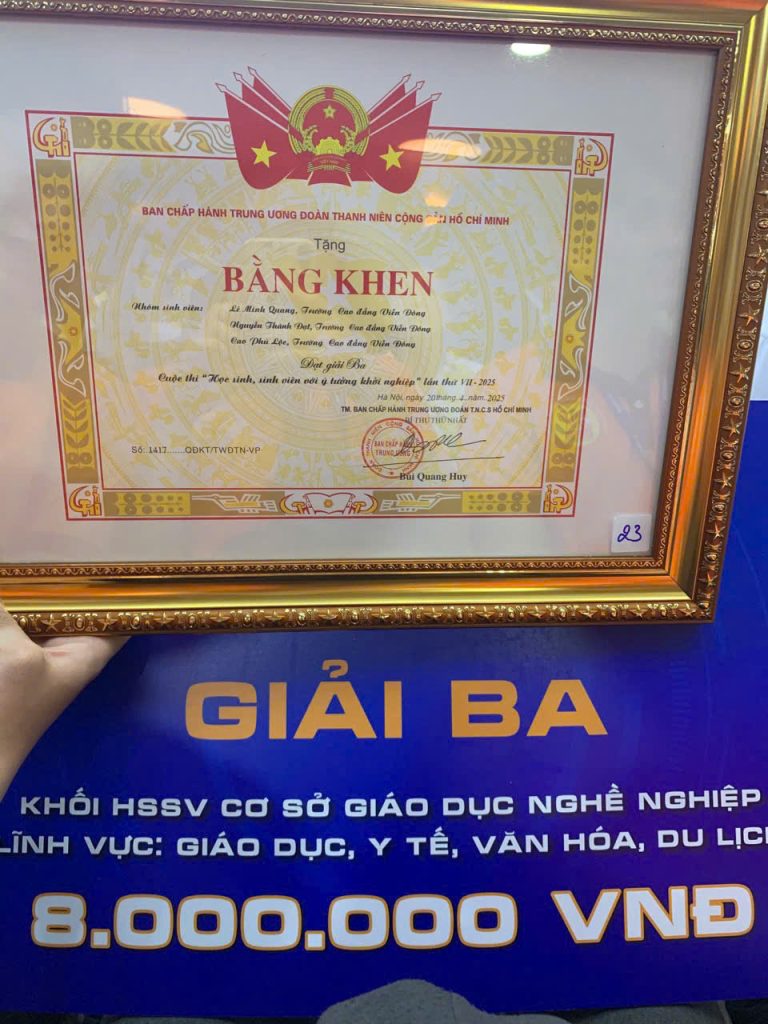 BAN CHẤP HÀNH TRUNG ƯƠNG ĐOÀN THANH NIÊN CỘNG SẢN HỒ CHÍ MINH
Tặng
BẰNG KHEN
Nhóm sinh viên: Lê Minh Quang, Trường Cao đẳng Viễn Đông
Nguyễn Thành Đạt, Trường Cao đẳng Viễn Đông
Cao Phú Lộc, Trường Cao đẳng Viễn Đông
Đạt giải Ba
Cuộc thi "Học sinh, sinh viên với ý tưởng khởi nghiệp" lần thứ VII - 2025
Hà Nội, ngày 20 tháng 4 năm 2025
TM. BAN CHẤP HÀNH TRUNG ƯƠNG ĐOÀN T.N.C.S HỒ CHÍ MINH
BÍ THƯ THỨ NHẤT
BAN CHẤP HÀNH
TRUNG ƯƠNG
Số: 1417.......QĐKT/TWĐTN-VP
Bùi Quang Huy
23
GIẢI BA
KHỐI HSSV CƠ SỞ GIÁO DỤC NGHỀ NGHIỆP
LĨNH VỰC: GIÁO DỤC, Y TẾ, VĂN HÓA, DU LỊCH
8.000.000 VNĐ